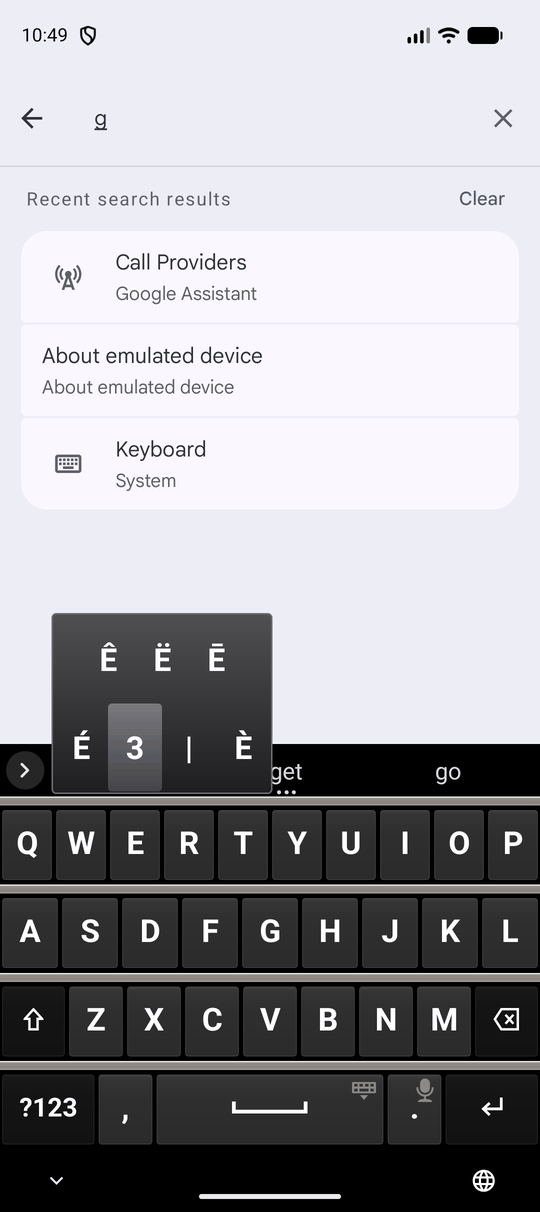 10:49
g
Recent search results Clear
Call Providers
Google Assistant
About emulated device
About emulated device
Keyboard
System
Ê Ë Ē
É 3 | È
get go
Q W E R T Y U I O P
A S D F G H J K L
Z X C V B N M
?123 , .